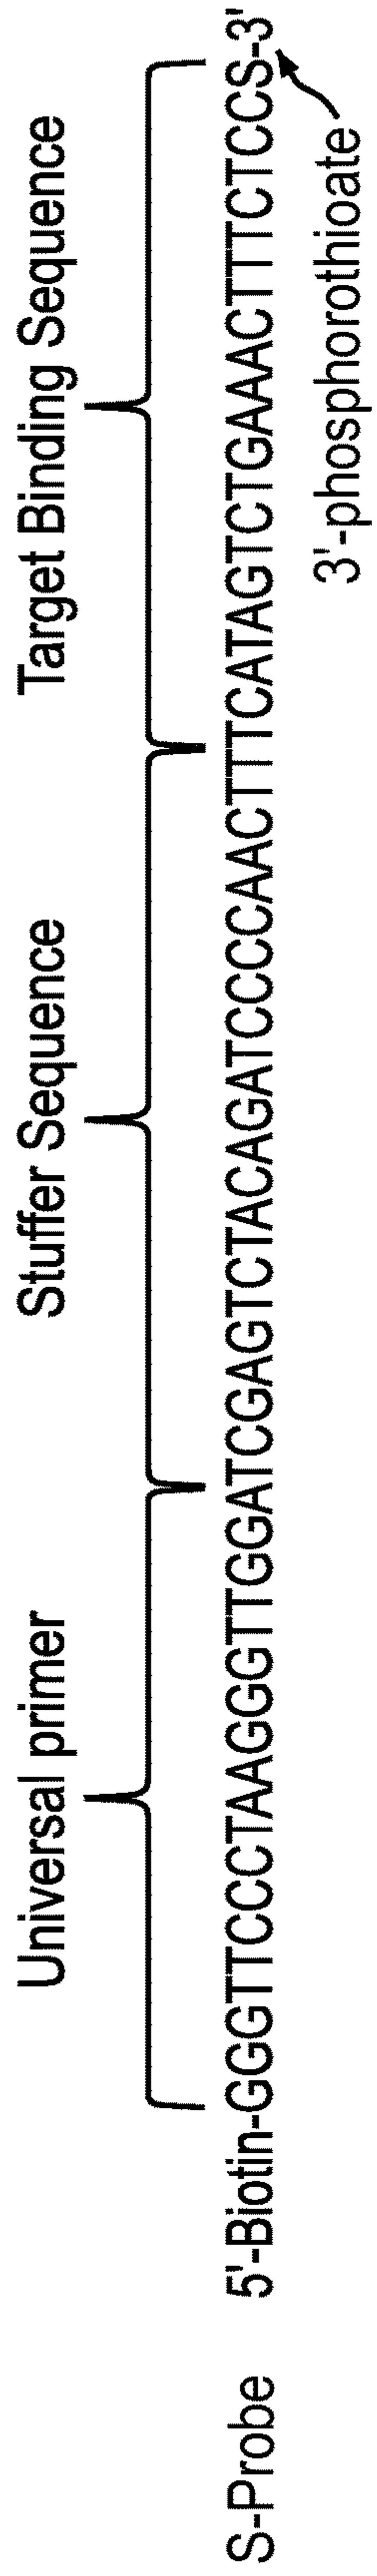 Universal primer Stuffer Sequence Target Binding Sequence
S-Probe 5'-Biotin-GGGTTCCCTAAGGGTTGGATCGAGTCTACAGATCCCCAACTTTCATAGTCTGAAACTTTCTCCS-3'
3'-phosphorothioate